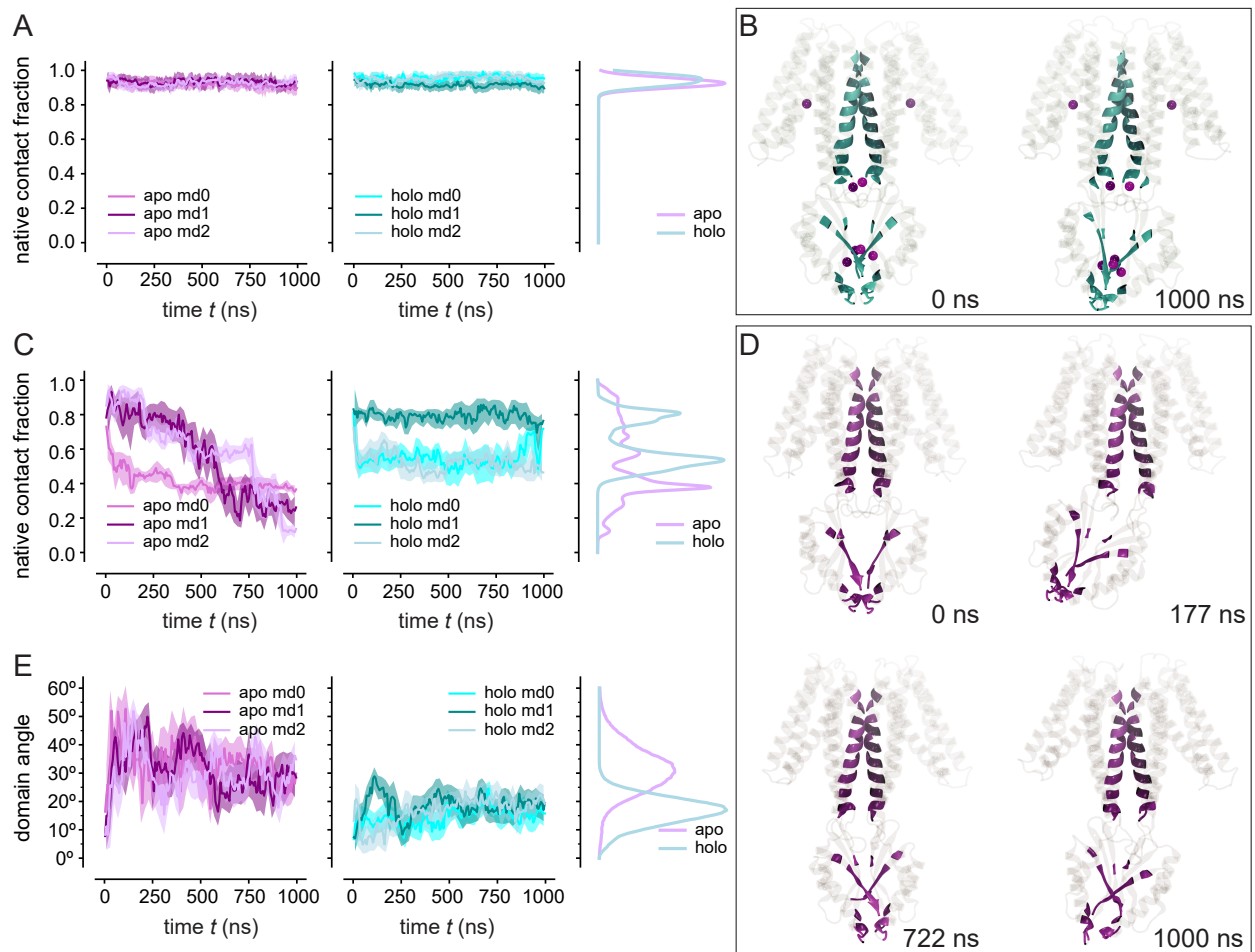 A
native contact fraction
1.0
0.8
0.6
0.4
0.2
0.0
apo md0
apo md1
apo md2
holo md0
holo md1
holo md2
apo
holo
0 250 500 750 1000
0 250 500 750 1000
time t (ns)
time t (ns)
B
0 ns
1000 ns
C
native contact fraction
1.0
0.8
0.6
0.4
0.2
0.0
apo md0
apo md1
apo md2
holo md0
holo md1
holo md2
apo
holo
0 250 500 750 1000
0 250 500 750 1000
time t (ns)
time t (ns)
D
0 ns
177 ns
722 ns
1000 ns
E
domain angle
60º
50º
40º
30º
20º
10º
0º
apo md0
apo md1
apo md2
holo md0
holo md1
holo md2
apo
holo
0 250 500 750 1000
0 250 500 750 1000
time t (ns)
time t (ns)